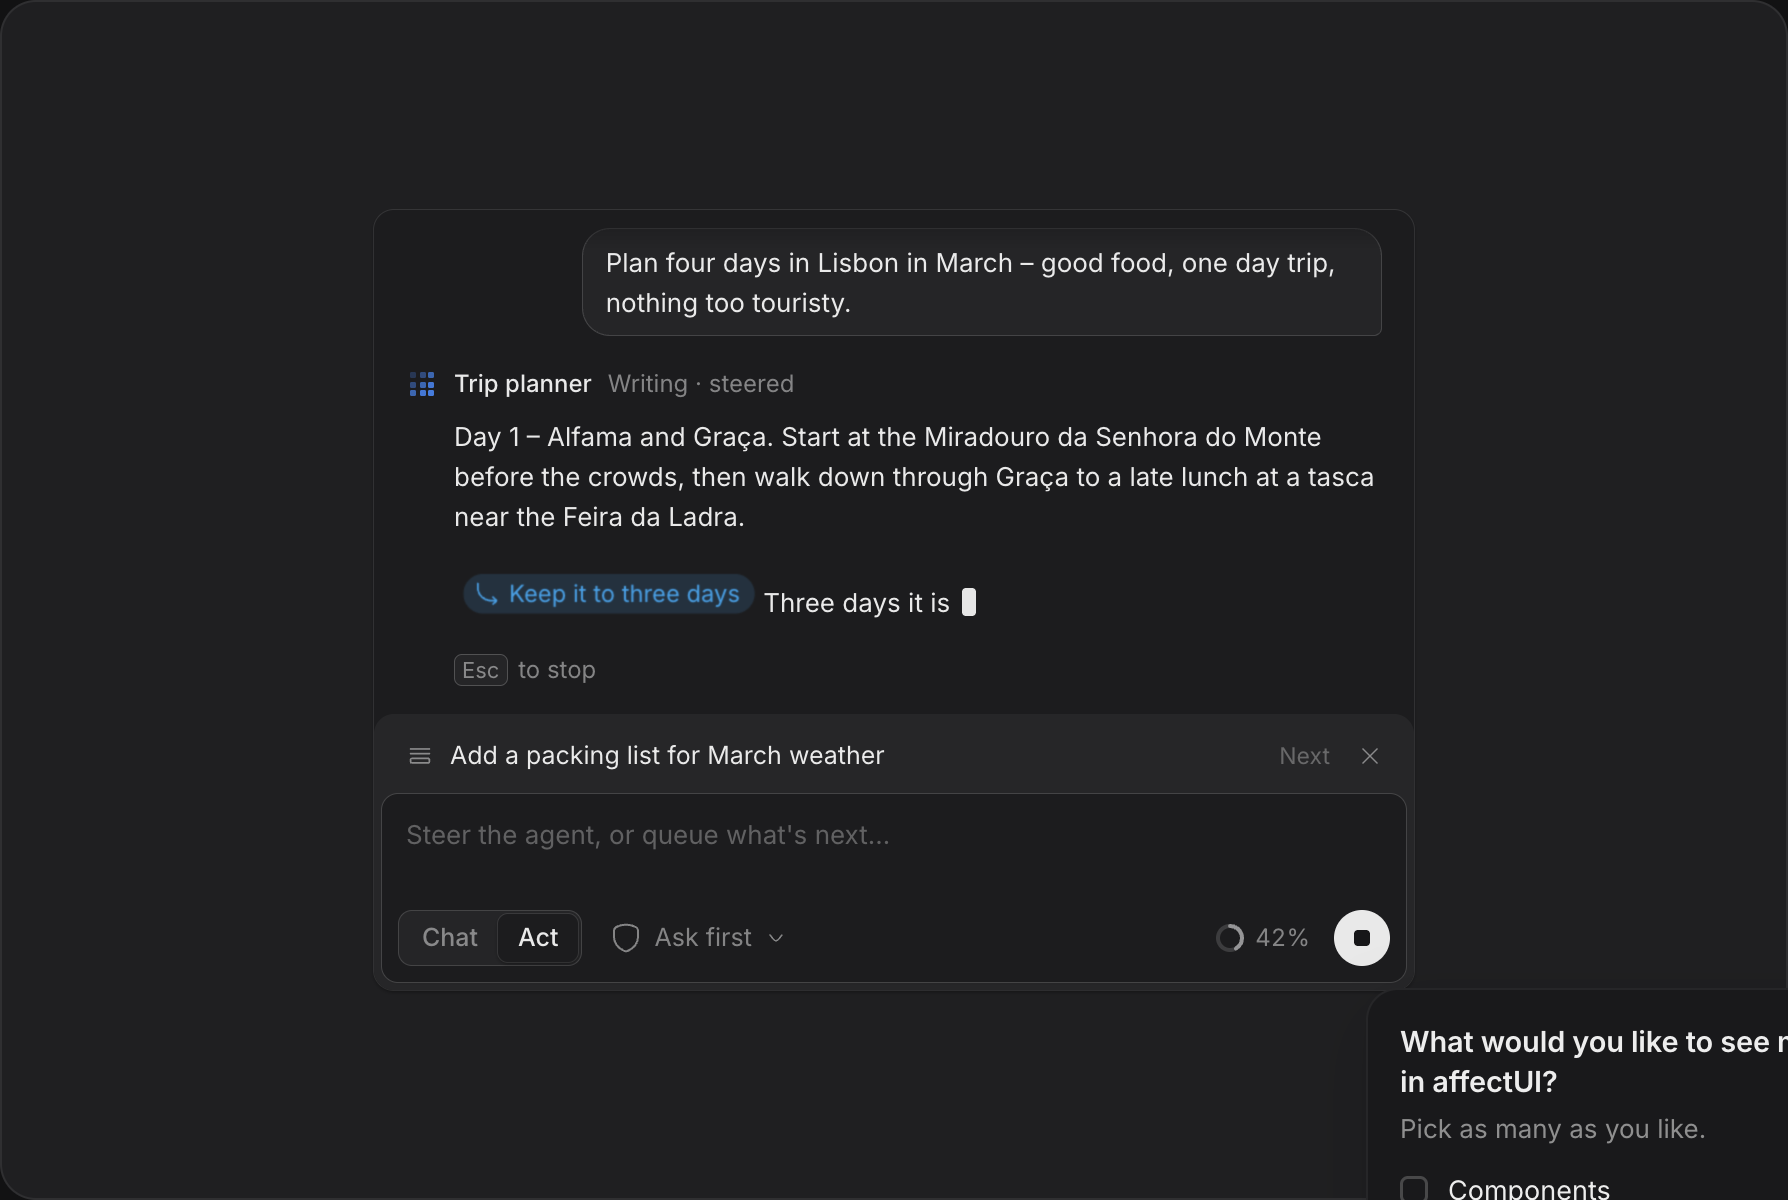 Plan four days in Lisbon in March – good food, one day trip,
nothing too touristy.
Trip planner Writing · steered
Day 1 – Alfama and Graça. Start at the Miradouro da Senhora do Monte
before the crowds, then walk down through Graça to a late lunch at a tasca
near the Feira da Ladra.
Keep it to three days Three days it is
Esc to stop
Add a packing list for March weather Next
Steer the agent, or queue what's next...
Chat Act Ask first 42%
What would you like to see
in affectUI?
Pick as many as you like.
Components